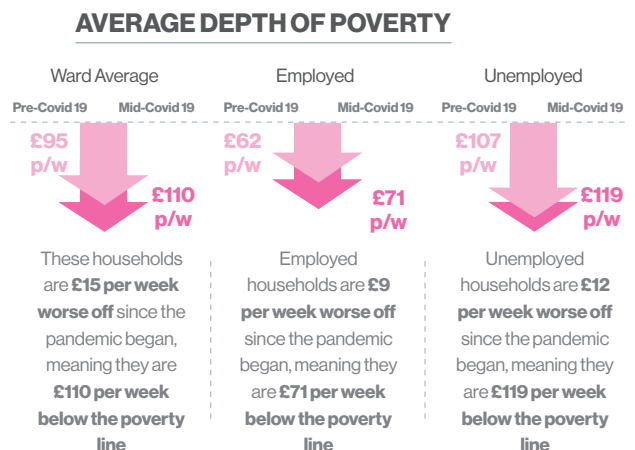 AVERAGE DEPTH OF POVERTY
Ward Average
Pre-Covid 19 Mid-Covid 19
£95
p/w
£110
p/w
These households
are £15 per week
worse off since the
pandemic began,
meaning they are
£110 per week
below the poverty
line
Employed
Pre-Covid 19 Mid-Covid 19
£62
p/w
£71
p/w
Employed
households are £9
per week worse off
since the pandemic
began, meaning they
are £71 per week
below the poverty
line
Unemployed
Pre-Covid 19 Mid-Covid 19
£107
p/w
£119
p/w
Unemployed
households are £12
per week worse off
since the pandemic
began, meaning they
are £119 per week
below the poverty
line